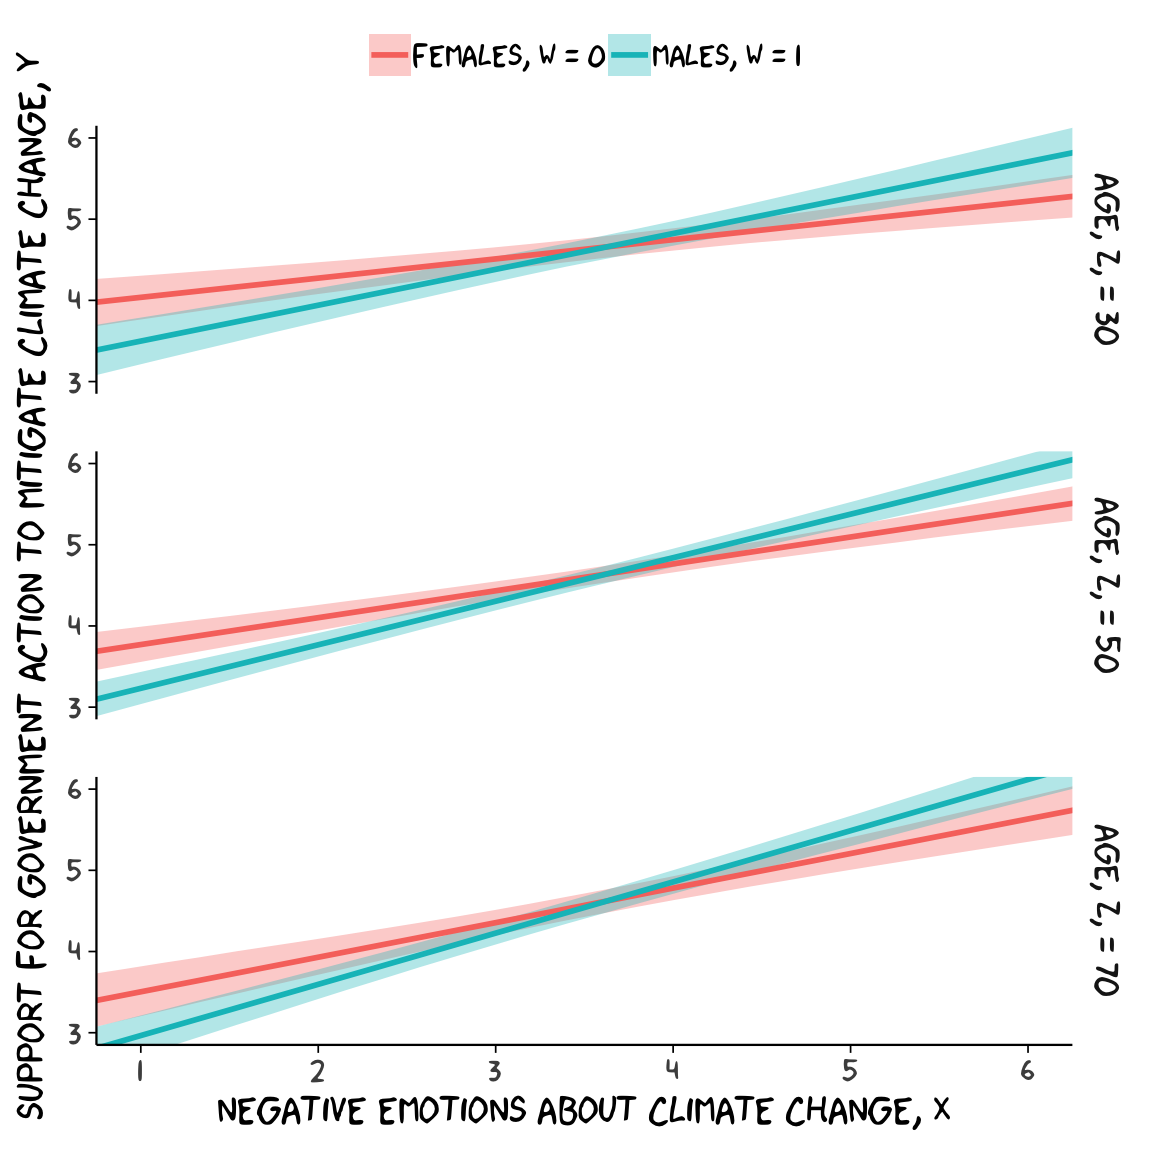 FEMALES, W = 0 MALES, W = 1
SUPPORT FOR GOVERNMENT ACTION TO MITIGATE CLIMATE CHANGE, Y
6
5
4
3
AGE, Z, = 30
6
5
4
3
AGE, Z, = 50
6
5
4
3
AGE, Z, = 70
1 2 3 4 5 6
NEGATIVE EMOTIONS ABOUT CLIMATE CHANGE, X